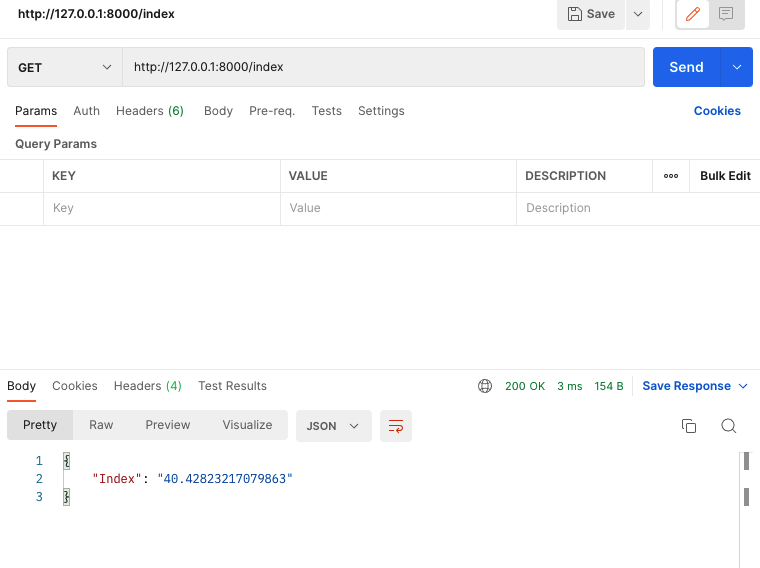 http://127.0.0.1:8000/index Save
GET http://127.0.0.1:8000/index Send
Params Auth Headers (6) Body Pre-req. Tests Settings Cookies
Query Params
KEY VALUE DESCRIPTION ooo Bulk Edit
Key Value Description
Body Cookies Headers (4) Test Results 200 OK 3 ms 154 B Save Response
Pretty Raw Preview Visualize JSON
1 {
2 "Index": "40.42823217079863"
3 }